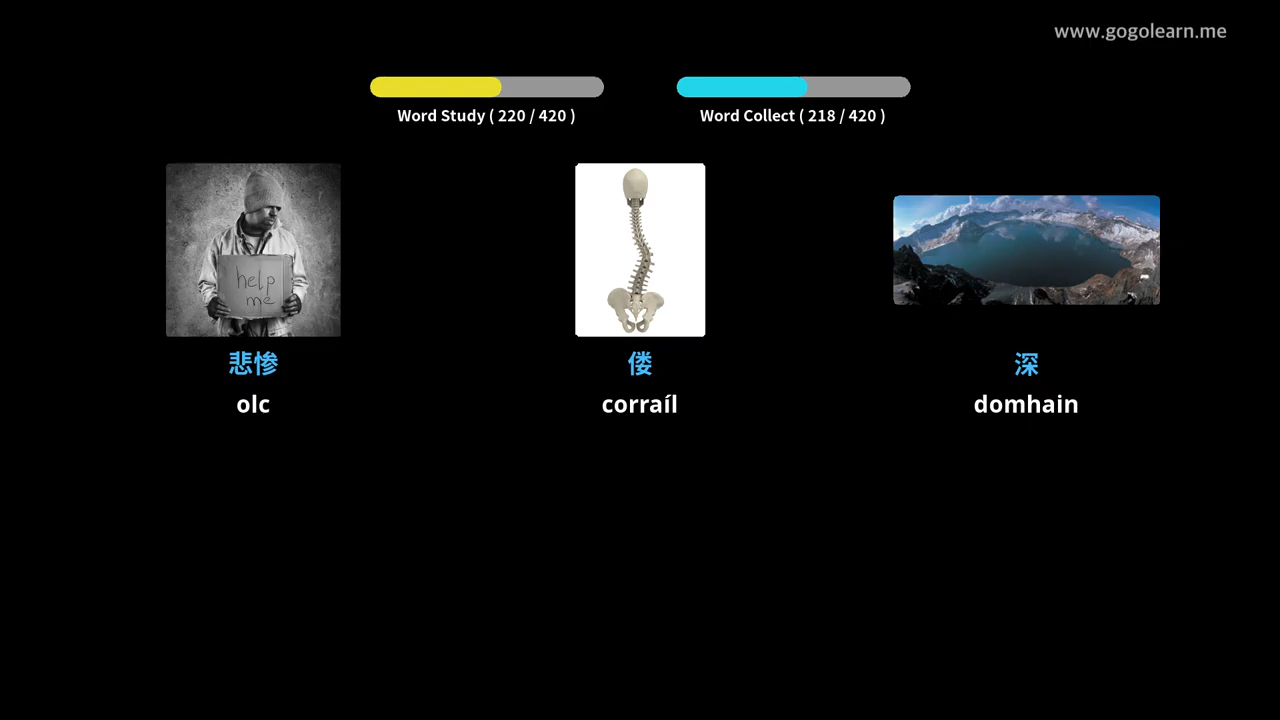 www.gogolearn.me
Word Study ( 220 / 420 )
Word Collect ( 218 / 420 )
help
me
悲惨
偻
深
olc
corraíl
domhain